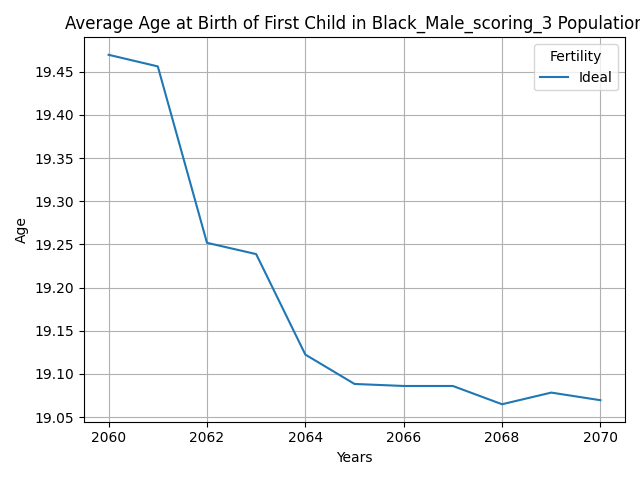 Average Age at Birth of First Child in Black_Male_scoring_3 Population
Fertility
Ideal
19.45
19.40
19.35
19.30
19.25
19.20
19.15
19.10
19.05
Age
2060 2062 2064 2066 2068 2070
Years